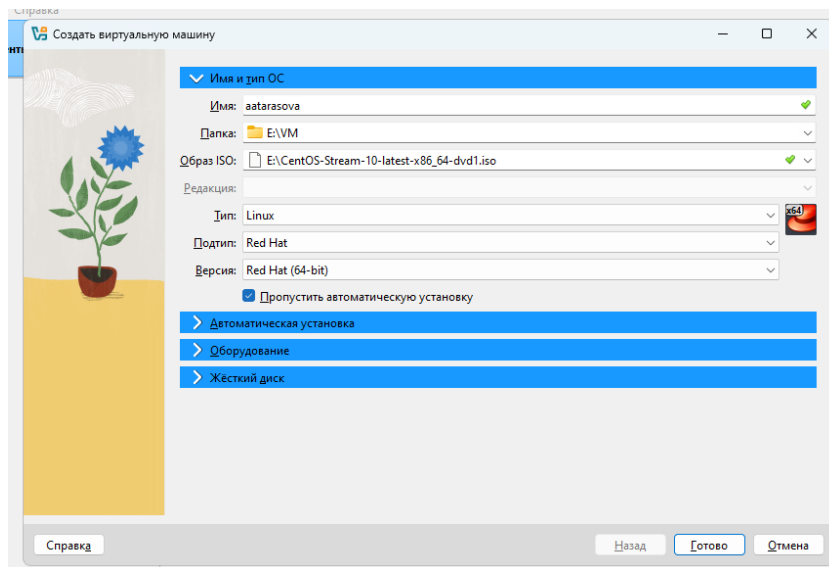 Справка
Создать виртуальную машину
Имя и тип ОС
Имя: aatarasova
Папка: E:\VM
Образ ISO: E:\CentOS-Stream-10-latest-x86_64-dvd1.iso
Редакция:
Тип: Linux
x64
Подтип: Red Hat
Версия: Red Hat (64-bit)
Пропустить автоматическую установку
Автоматическая установка
Оборудование
Жёсткий диск
Справка Назад Готово Отмена